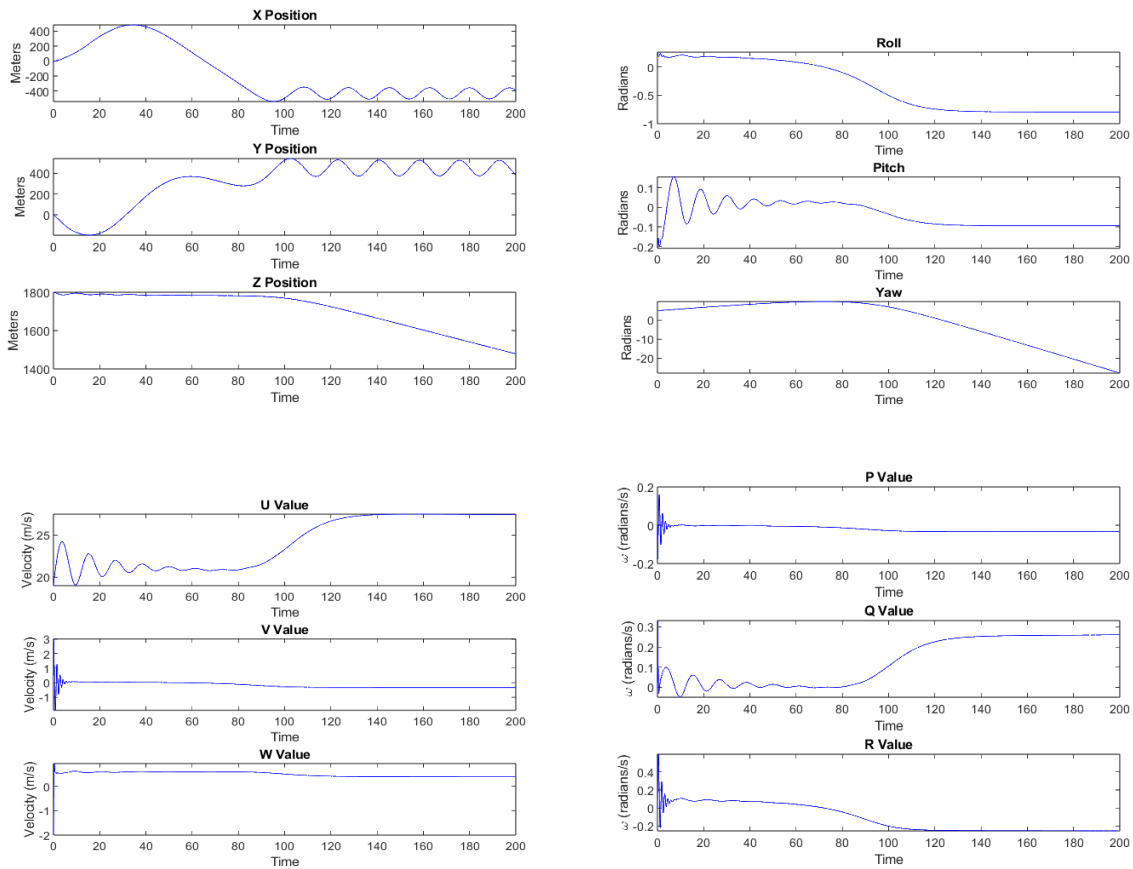 X Position
400
200
0
-200
-400
Meters
0 20 40 60 80 100 120 140 160 180 200
Time
Y Position
400
200
0
Meters
0 20 40 60 80 100 120 140 160 180 200
Time
Z Position
1800
1600
1400
Meters
0 20 40 60 80 100 120 140 160 180 200
Time
Roll
0
-0.5
-1
Radians
0 20 40 60 80 100 120 140 160 180 200
Time
Pitch
0.1
0
-0.1
-0.2
Radians
0 20 40 60 80 100 120 140 160 180 200
Time
Yaw
0
-10
-20
Radians
0 20 40 60 80 100 120 140 160 180 200
Time
U Value
25
20
Velocity (m/s)
0 20 40 60 80 100 120 140 160 180 200
Time
V Value
3
2
1
0
-1
Velocity (m/s)
0 20 40 60 80 100 120 140 160 180 200
Time
W Value
0
-1
-2
Velocity (m/s)
0 20 40 60 80 100 120 140 160 180 200
Time
P Value
0.2
0
-0.2
ω (radians/s)
0 20 40 60 80 100 120 140 160 180 200
Time
Q Value
0.3
0.2
0.1
0
ω (radians/s)
0 20 40 60 80 100 120 140 160 180 200
Time
R Value
0.4
0.2
0
-0.2
ω (radians/s)
0 20 40 60 80 100 120 140 160 180 200
Time